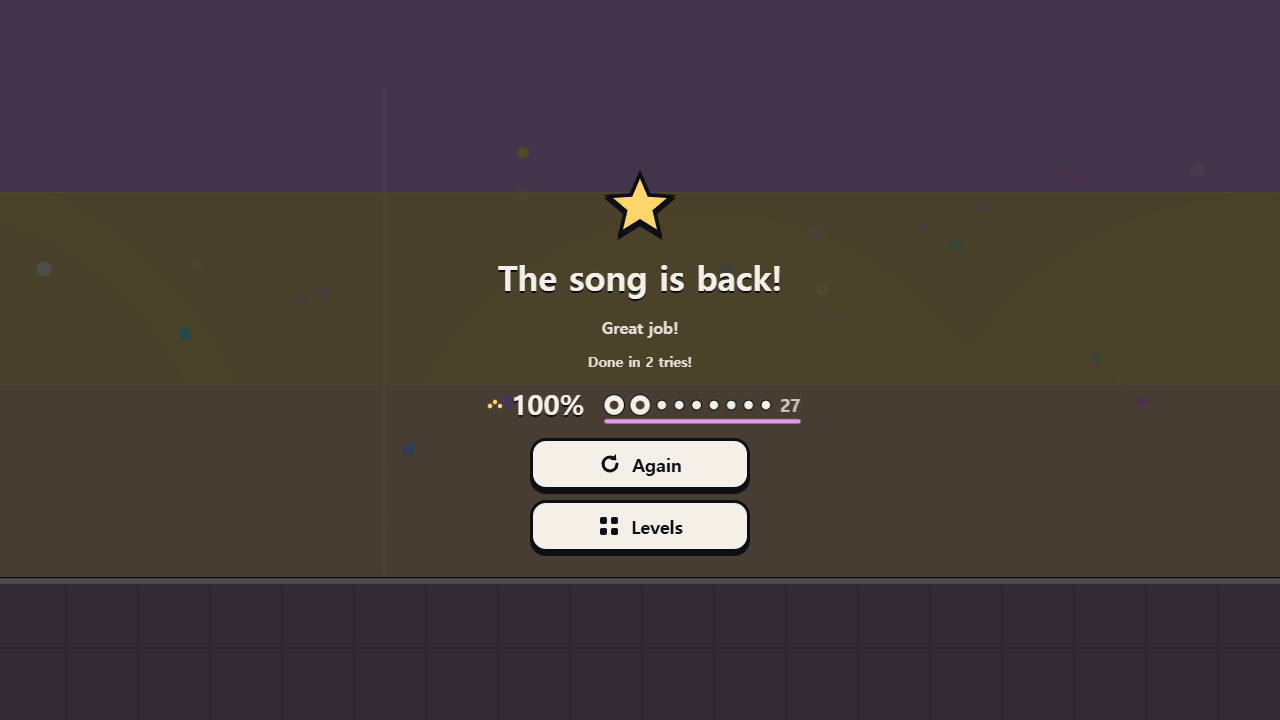 The song is back!
Great job!
Done in 2 tries!
100% 27
Again
Levels